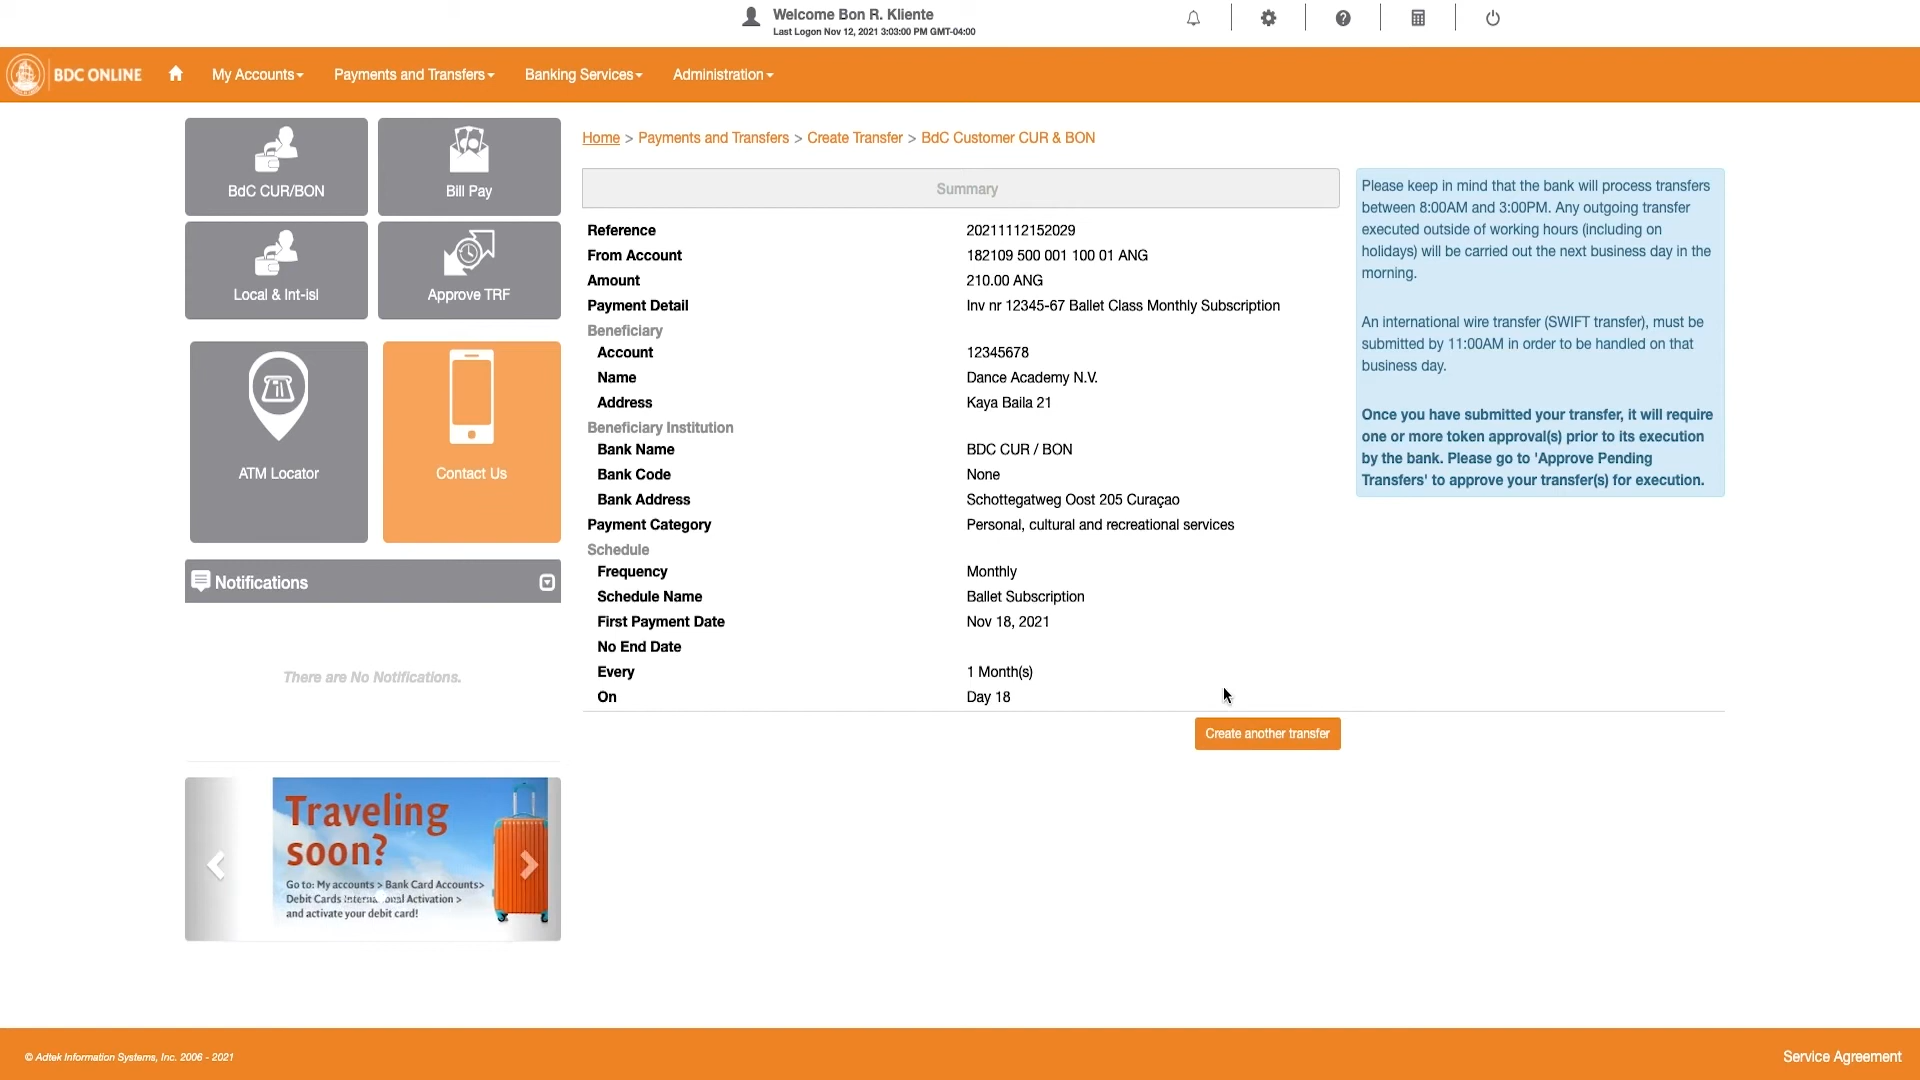 Welcome Bon R. Kliente
Last Logon Nov 12, 2021 3:03:00 PM GMT-04:00
BDC ONLINE
My Accounts
Payments and Transfers
Banking Services
Administration
BdC CUR/BON
Bill Pay
Local & Int-isl
Approve TRF
ATM Locator
Contact Us
Notifications
There are No Notifications.
Traveling
soon?
Go to: My accounts > Bank Card Accounts>
Debit Cards International Activation >
and activate your debit card!
Home > Payments and Transfers > Create Transfer > BdC Customer CUR & BON
Summary
Reference 20211112152029
From Account 182109 500 001 100 01 ANG
Amount 210.00 ANG
Payment Detail Inv nr 12345-67 Ballet Class Monthly Subscription
Beneficiary
Account 12345678
Name Dance Academy N.V.
Address Kaya Baila 21
Beneficiary Institution
Bank Name BDC CUR / BON
Bank Code None
Bank Address Schottegatweg Oost 205 Curaçao
Payment Category Personal, cultural and recreational services
Schedule
Frequency Monthly
Schedule Name Ballet Subscription
First Payment Date Nov 18, 2021
No End Date
Every 1 Month(s)
On Day 18
Create another transfer
Please keep in mind that the bank will process transfers
between 8:00AM and 3:00PM. Any outgoing transfer
executed outside of working hours (including on
holidays) will be carried out the next business day in the
morning.
An international wire transfer (SWIFT transfer), must be
submitted by 11:00AM in order to be handled on that
business day.
Once you have submitted your transfer, it will require
one or more token approval(s) prior to its execution
by the bank. Please go to 'Approve Pending
Transfers' to approve your transfer(s) for execution.
© Adtek Information Systems, Inc. 2006 - 2021
Service Agreement